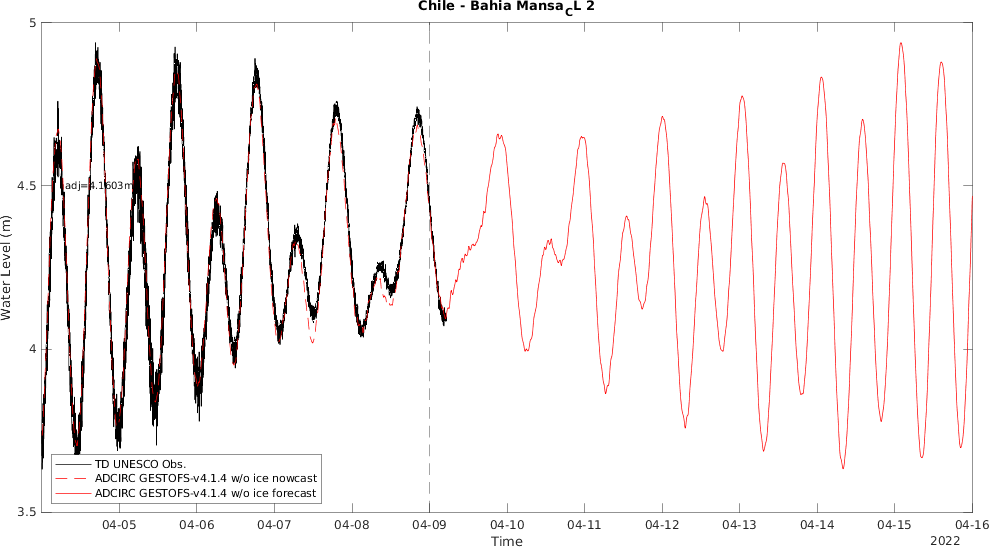 Chile - Bahia MansaCL 2
Water Level (m)
5
4.5
4
3.5
adj=4.1603m
TD UNESCO Obs.
ADCIRC GESTOFS-v4.1.4 w/o ice nowcast
ADCIRC GESTOFS-v4.1.4 w/o ice forecast
04-05 04-06 04-07 04-08 04-09 04-10 04-11 04-12 04-13 04-14 04-15 04-16
Time
2022